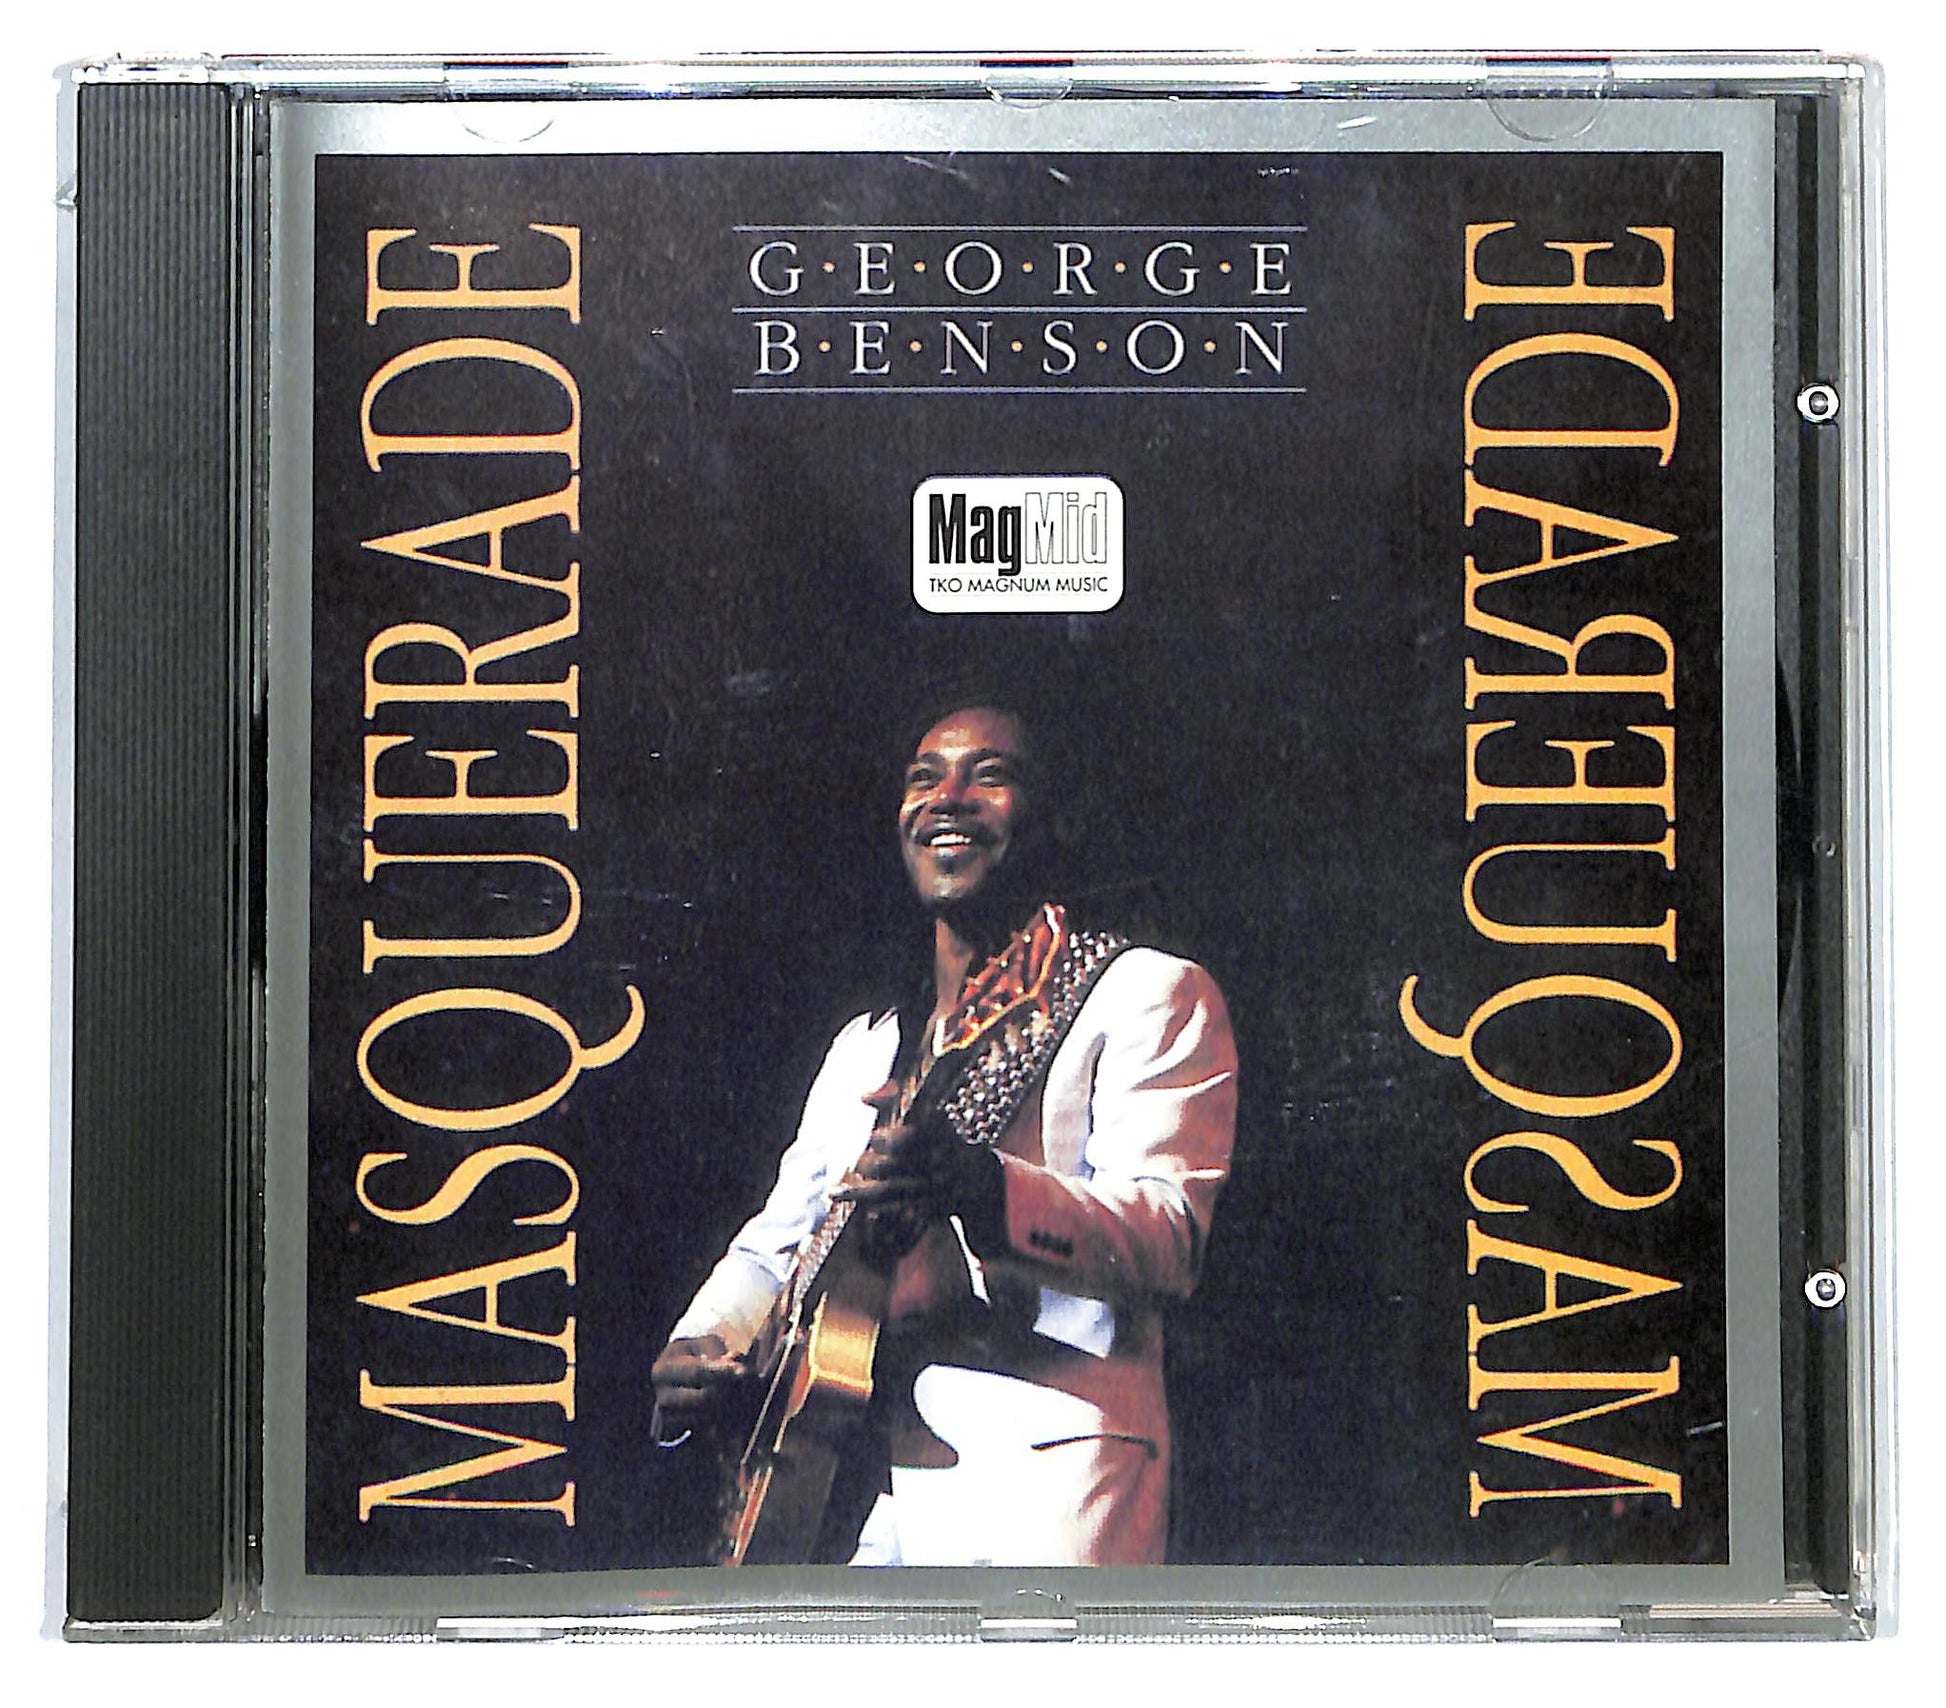 MASQUERADE
G·E·O·R·G·E
B·E·N·S·O·N
MagMid
TKO MAGNUM MUSIC
MASQUERADE